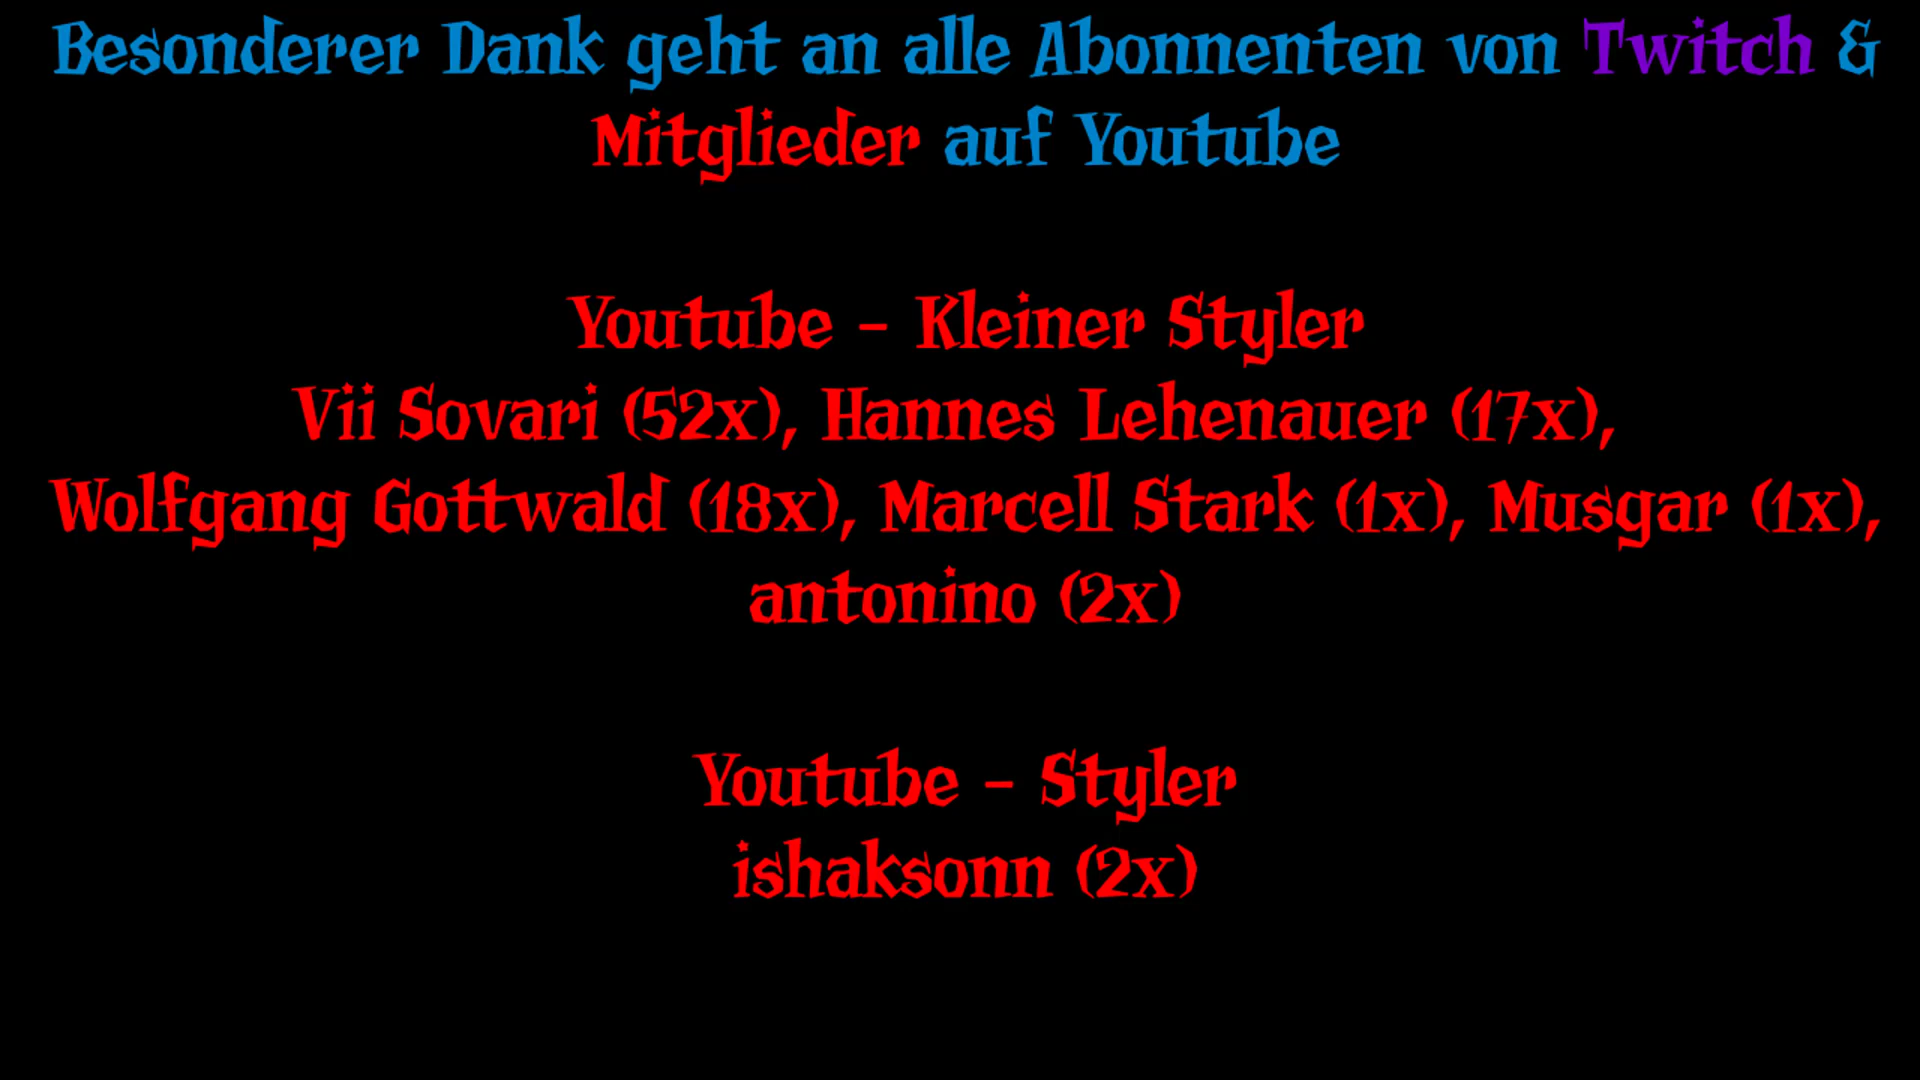 Besonderer Dank geht an alle Abonnenten von Twitch &
Mitglieder auf Youtube
Youtube - Kleiner Styler
Vii Sovari (52x), Hannes Lehenauer (17x),
Wolfgang Gottwald (18x), Marcell Stark (1x), Musgar (1x),
antonino (2x)
Youtube - Styler
ishaksonn (2x)